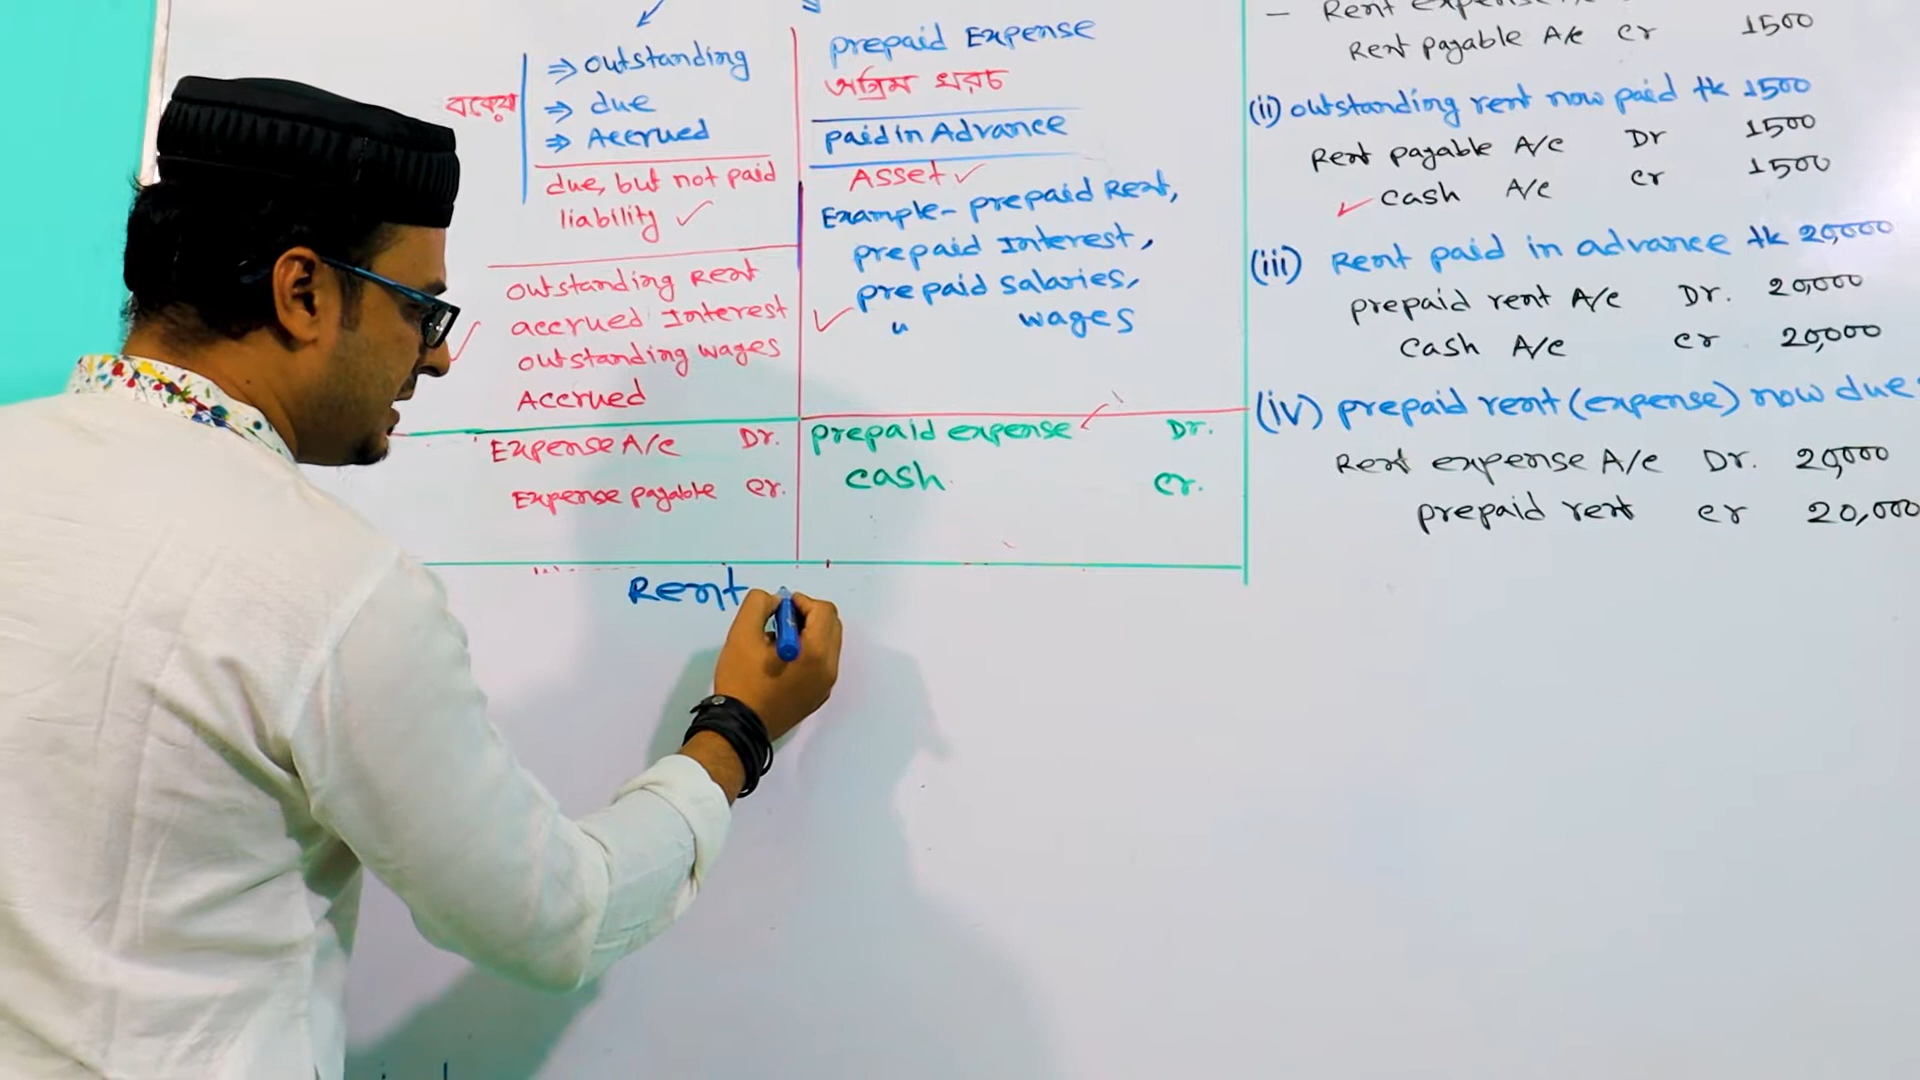 ⇒ outstanding
বকেয়া
⇒ due
⇒ Accrued
due, but not paid
liability ✓
outstanding Rent
accrued Interest
outstanding wages
Accrued
Expense A/c Dr.
Expense payable cr.
prepaid Expense
অগ্রিম খরচ
paid in Advance
Asset ✓
Example- prepaid Rent,
prepaid Interest,
prepaid salaries,
" wages
prepaid expense Dr.
cash Cr.
Rent
- Rent expense
Rent payable A/c cr 1500
(ii) outstanding rent now paid tk 1500
Rent payable A/c Dr 1500
cash A/c cr 1500
(iii) Rent paid in advance tk 20,000
prepaid rent A/c Dr. 20,000
cash A/c cr 20,000
(iv) prepaid rent (expense) now due
Rent expense A/c Dr. 20,000
prepaid rent cr 20,000